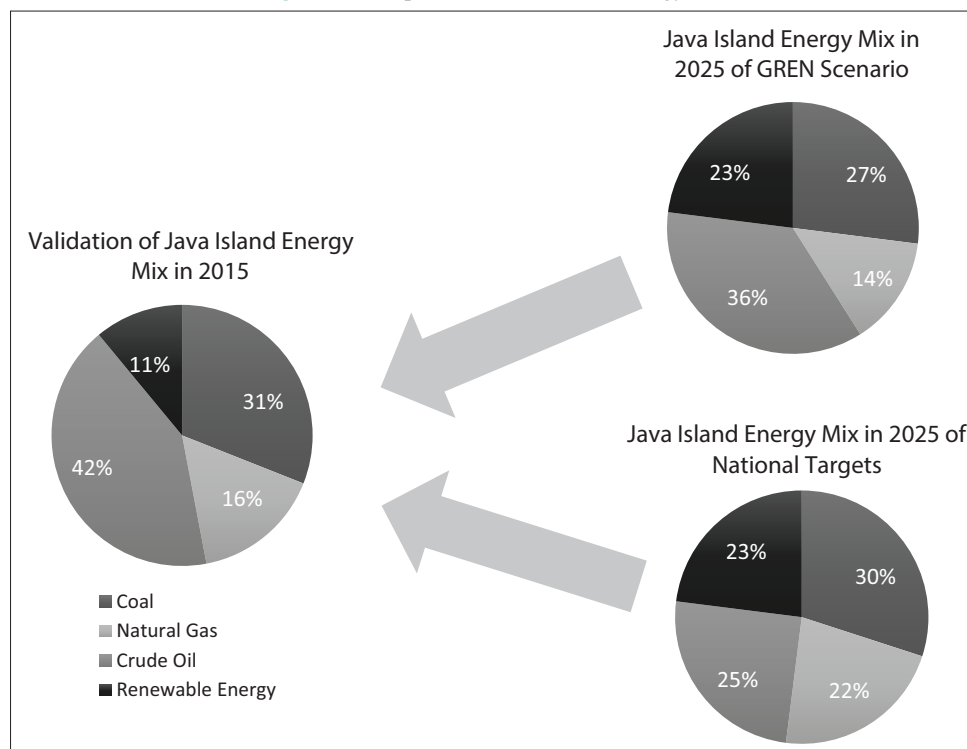 Validation of Java Island Energy
Mix in 2015
11%
31%
42%
16%
Coal
Natural Gas
Crude Oil
Renewable Energy
Java Island Energy Mix in
2025 of GREN Scenario
23%
27%
14%
36%
Java Island Energy Mix in 2025 of
National Targets
23%
30%
25%
22%